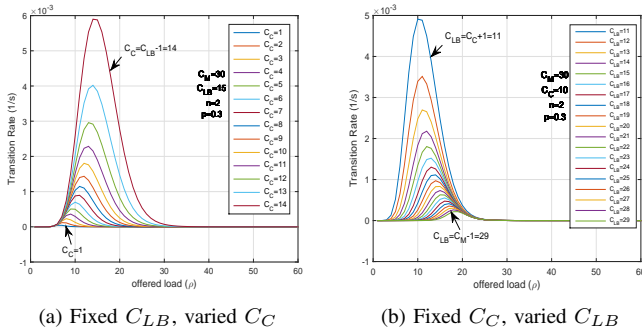 6 ×10⁻³
5
4
3
2
1
0
-1
Transition Rate (1/s)
0 10 20 30 40 50 60
offered load (ρ)
C_C=C_LB-1=14
C_C=1
C_M=30
C_LB=15
n=2
p=0.3
C_C=1
C_C=2
C_C=3
C_C=4
C_C=5
C_C=6
C_C=7
C_C=8
C_C=9
C_C=10
C_C=11
C_C=12
C_C=13
C_C=14
(a) Fixed C_LB, varied C_C
5 ×10⁻³
4
3
2
1
0
-1
Transition Rate (1/s)
0 10 20 30 40 50 60
offered load (ρ)
C_LB=C_C+1=11
C_LB=C_M-1=29
C_M=30
C_C=10
n=2
p=0.3
C_LB=11
C_LB=12
C_LB=13
C_LB=14
C_LB=15
C_LB=16
C_LB=17
C_LB=18
C_LB=19
C_LB=20
C_LB=21
C_LB=22
C_LB=23
C_LB=24
C_LB=25
C_LB=26
C_LB=27
C_LB=28
C_LB=29
(b) Fixed C_C, varied C_LB